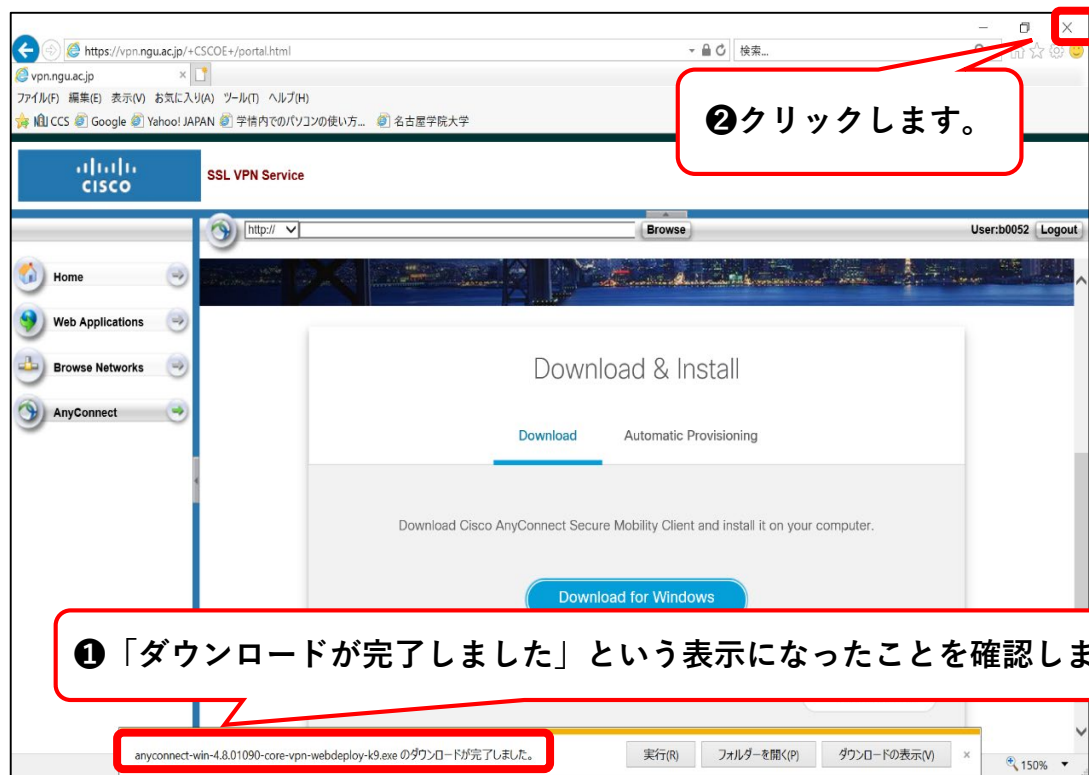 https://vpn.ngu.ac.jp/+CSCOE+/portal.html
検索...
vpn.ngu.ac.jp
ファイル(F) 編集(E) 表示(V) お気に入り(A) ツール(T) ヘルプ(H)
CCS Google Yahoo! JAPAN 学情内でのパソコンの使い方... 名古屋学院大学
❷クリックします。
CISCO
SSL VPN Service
http://
Browse
User:b0052 Logout
Home
Web Applications
Browse Networks
AnyConnect
Download & Install
Download Automatic Provisioning
Download Cisco AnyConnect Secure Mobility Client and install it on your computer.
Download for Windows
❶「ダウンロードが完了しました」という表示になったことを確認しま
anyconnect-win-4.8.01090-core-vpn-webdeploy-k9.exe のダウンロードが完了しました。
実行(R) フォルダーを開く(P) ダウンロードの表示(V)
150%